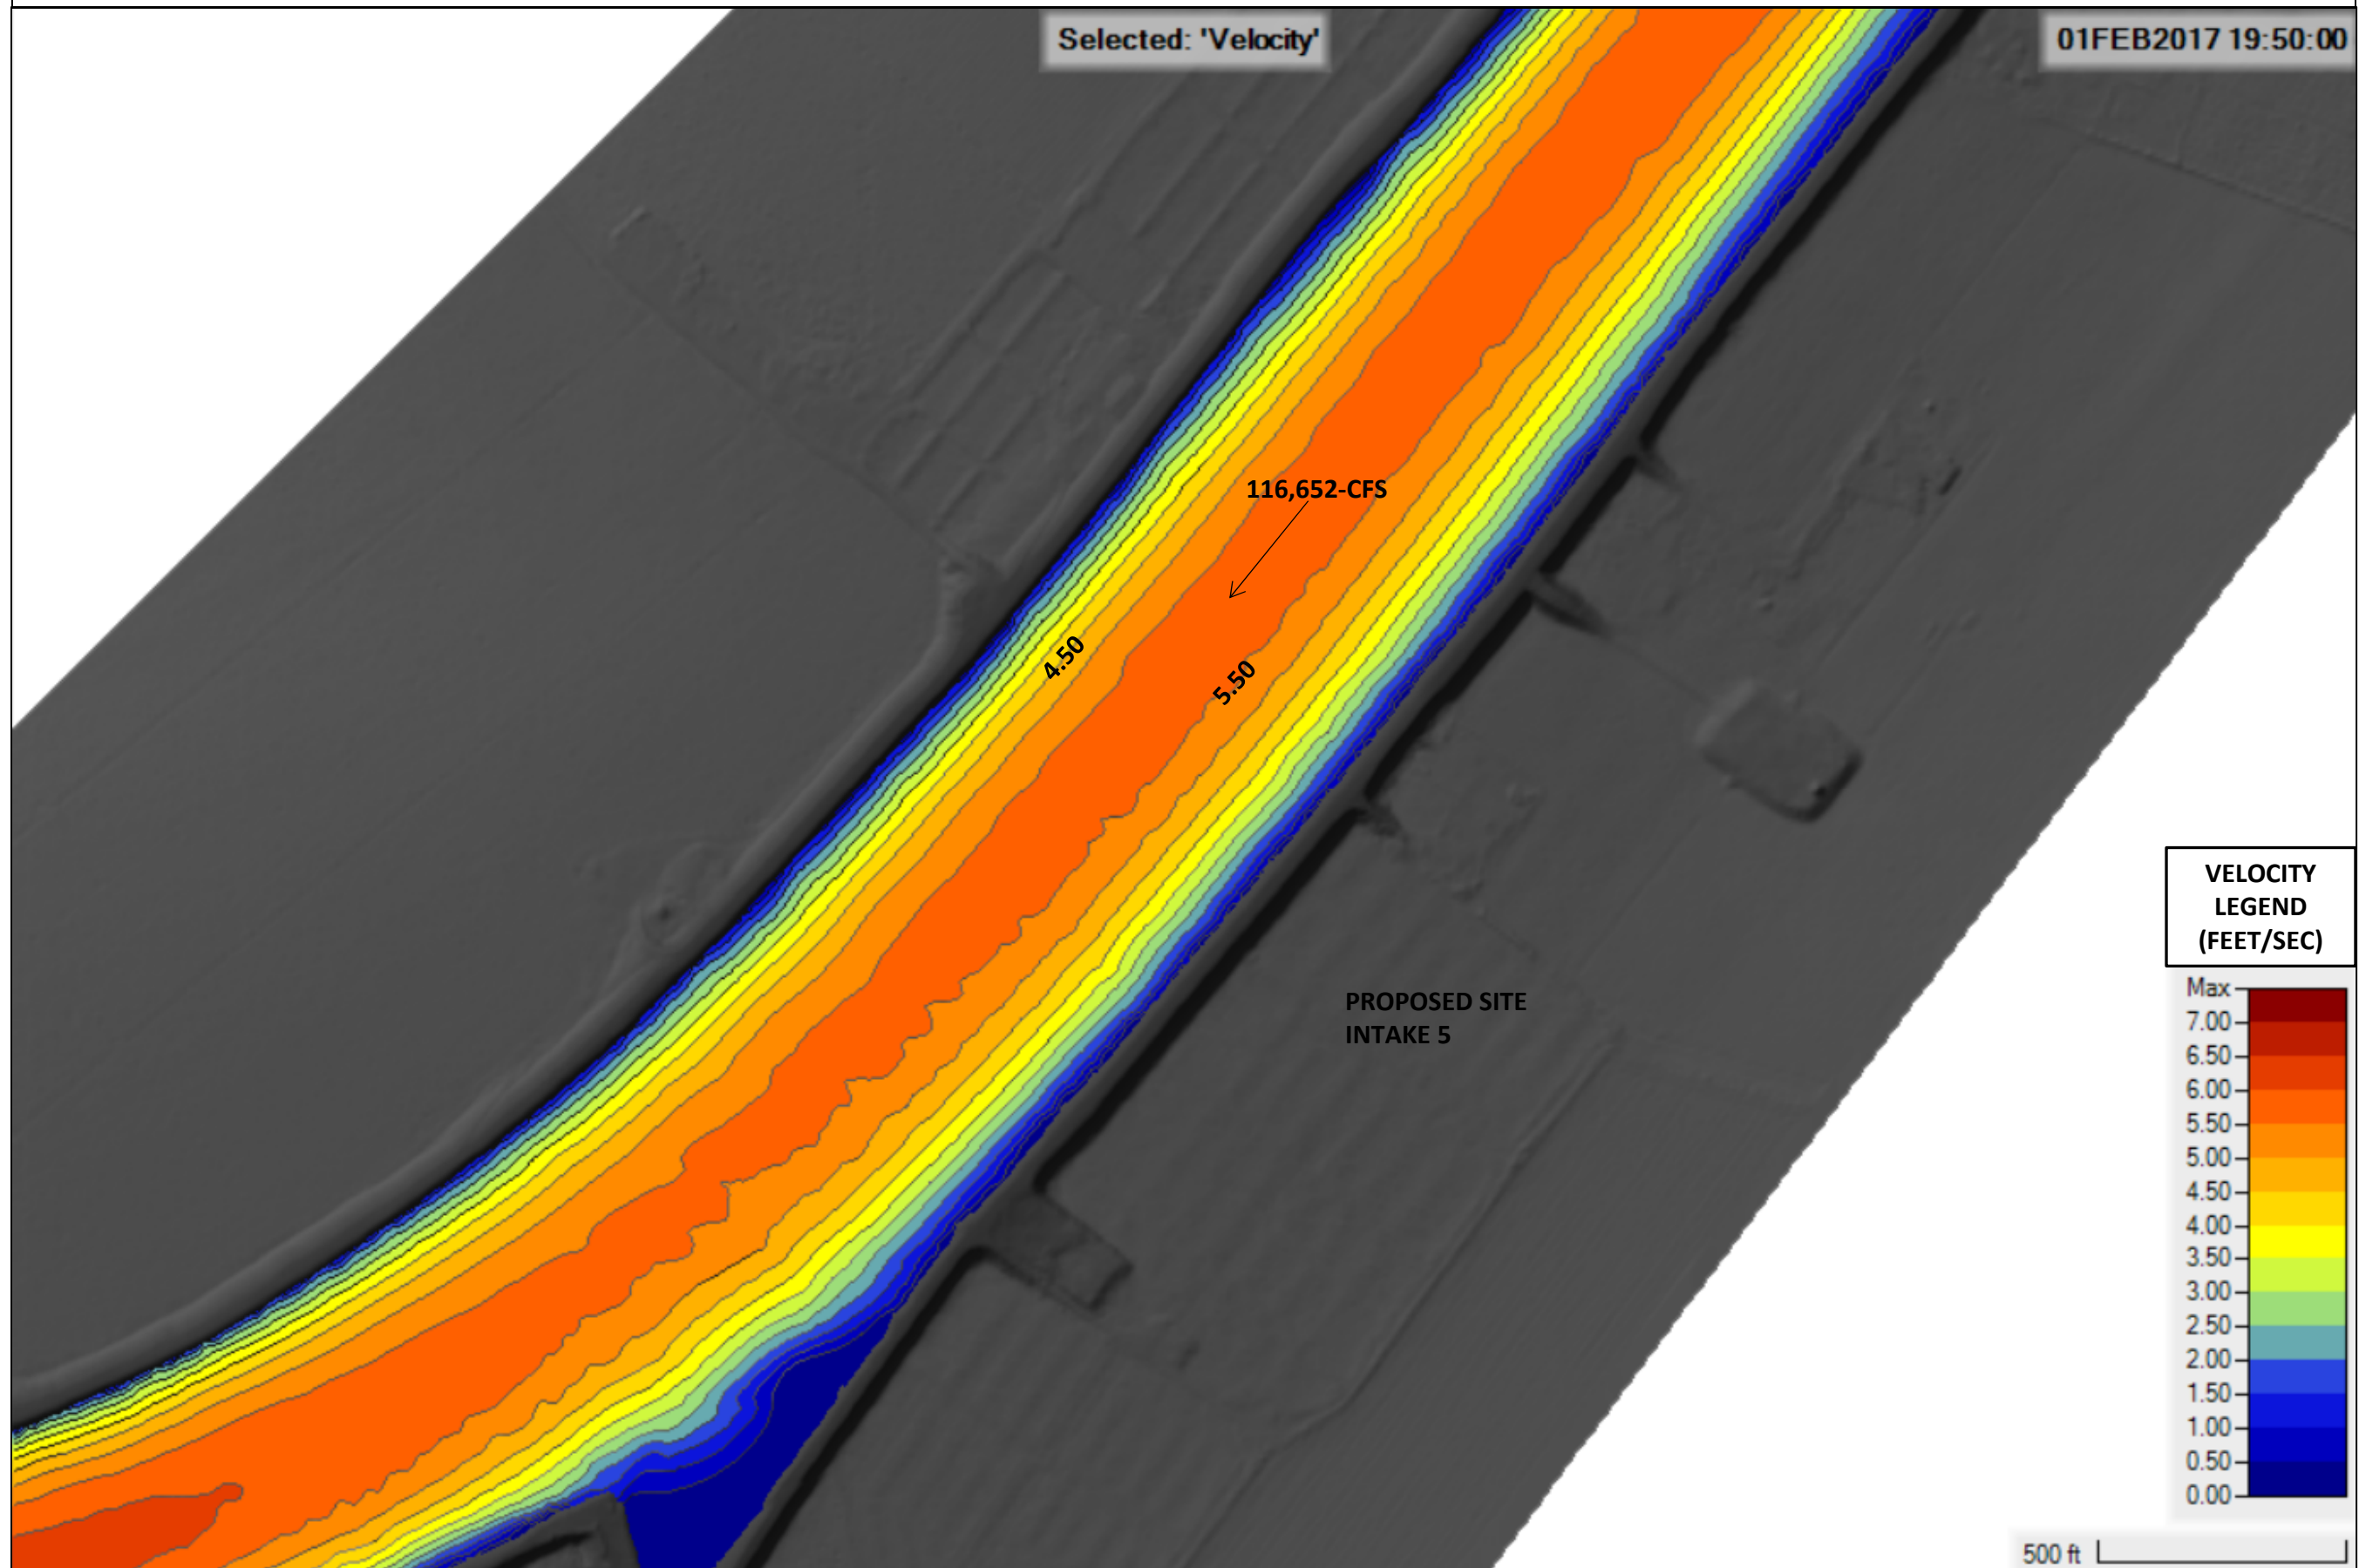 Selected: 'Velocity'
01FEB2017 19:50:00
116,652-CFS
4.50
5.50
PROPOSED SITE
INTAKE 5
VELOCITY
LEGEND
(FEET/SEC)
Max
7.00
6.50
6.00
5.50
5.00
4.50
4.00
3.50
3.00
2.50
2.00
1.50
1.00
0.50
0.00
500 ft